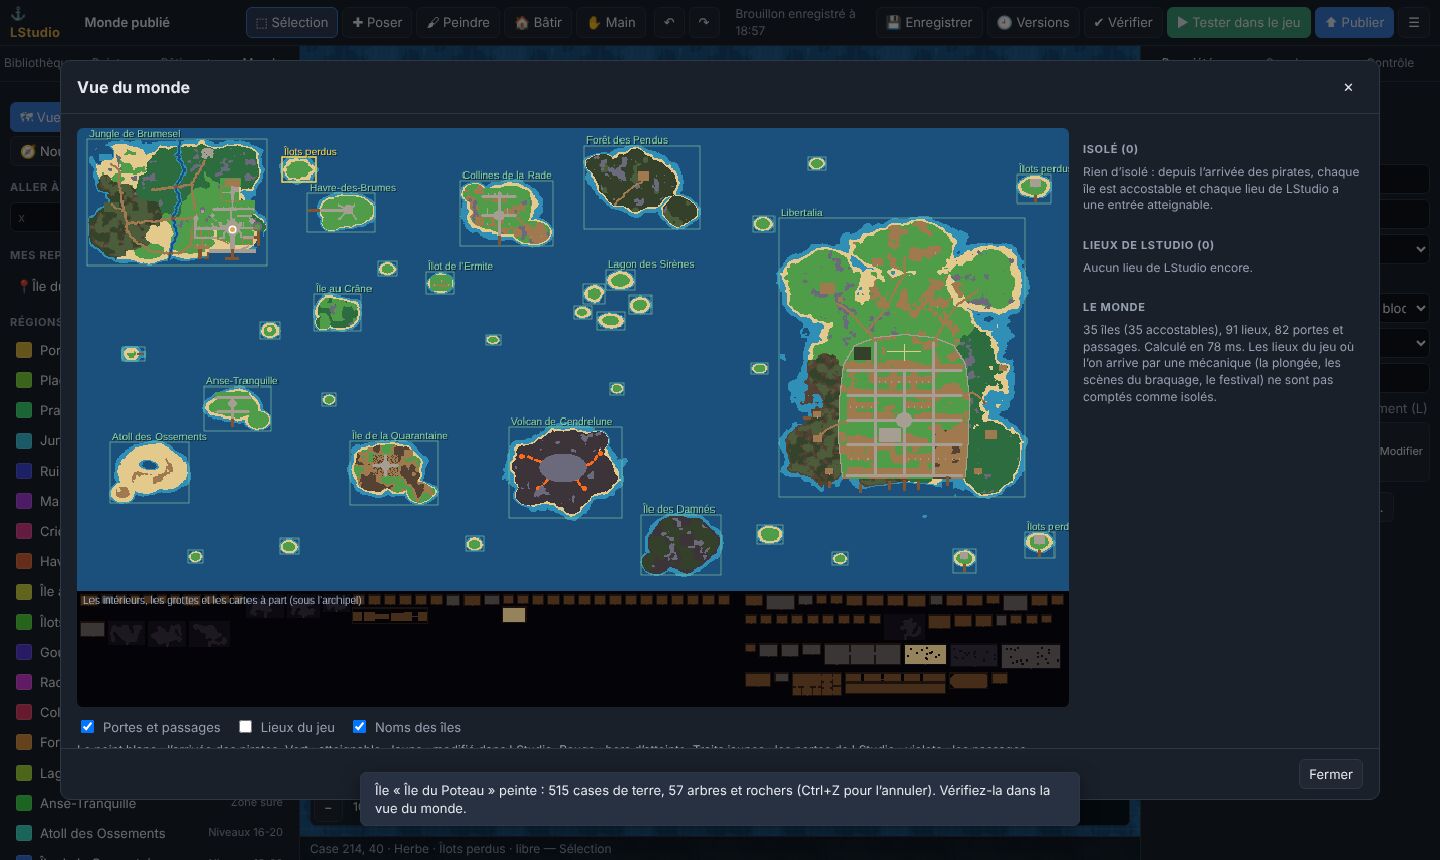 ⚓
LStudio
Monde publié
Sélection
Poser
Peindre
Bâtir
Main
Brouillon enregistré à
18:57
Enregistrer
Versions
Vérifier
Tester dans le jeu
Publier
Vue du monde
×
Jungle de Brumesel
Îlots perdus
Havre-des-Brumes
Collines de la Rade
Forêt des Pendus
Libertalia
Îlot de l'Ermite
Lagon des Sirènes
Île au Crâne
Anse-Tranquille
Atoll des Ossements
Île de la Quarantaine
Volcan de Cendrelune
Île des Damnés
Les intérieurs, les grottes et les cartes à part (sous l'archipel)
ISOLÉ (0)
Rien d’isolé : depuis l’arrivée des pirates, chaque
île est accostable et chaque lieu de LStudio a
une entrée atteignable.
LIEUX DE LSTUDIO (0)
Aucun lieu de LStudio encore.
LE MONDE
35 îles (35 accostables), 91 lieux, 82 portes et
passages. Calculé en 78 ms. Les lieux du jeu où
l’on arrive par une mécanique (la plongée, les
scènes du braquage, le festival) ne sont pas
comptés comme isolés.
Portes et passages
Lieux du jeu
Noms des îles
Fermer
Île « Île du Poteau » peinte : 515 cases de terre, 57 arbres et rochers (Ctrl+Z pour l’annuler). Vérifiez-la dans la
vue du monde.
Vue
ALLER À
x
RÉGIONS
Anse-Tranquille
Zone sûre
Atoll des Ossements
Niveaux 16-20
Modifier
Case 214, 40 · Herbe · Îlots perdus · libre — Sélection